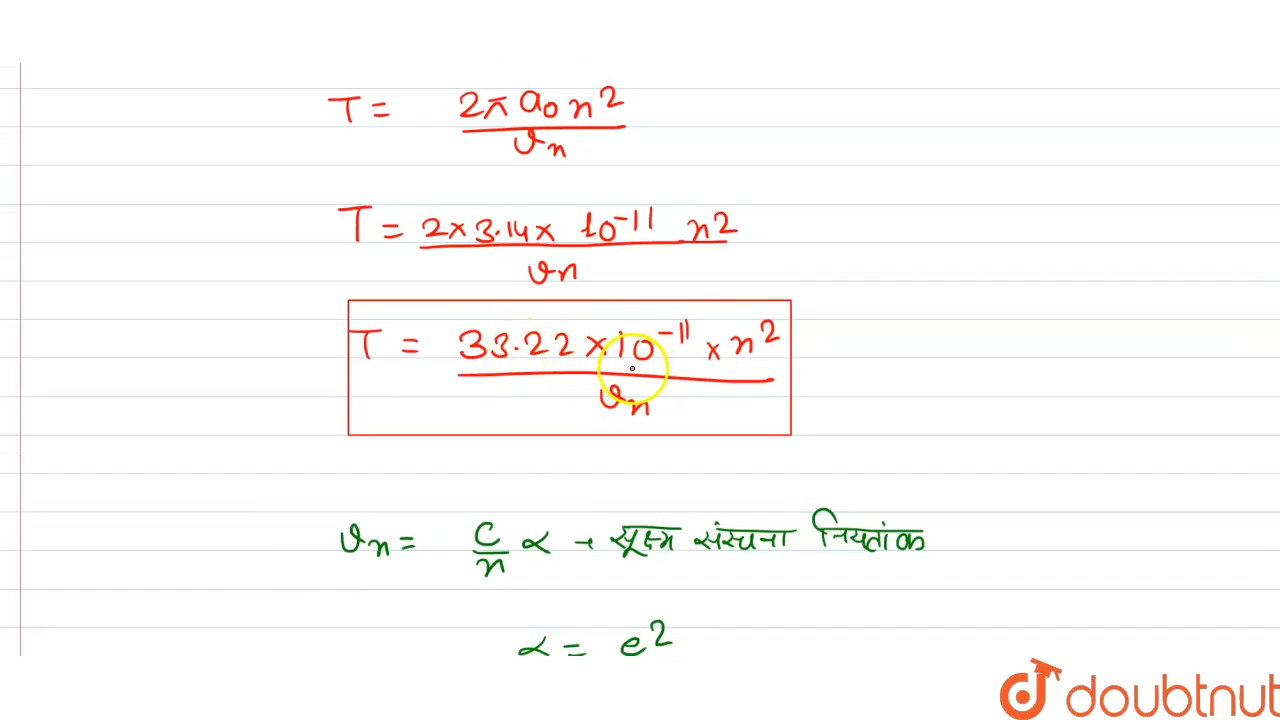 T = 2π a₀ n² / vₙ
T = 2×3.14× 10⁻¹¹ n² / vn
T = 33.22 × 10⁻¹¹ × n² / vₙ
vₙ = c/n α → सूक्ष्म संरचना नियतांक
α = e²
doubtnut